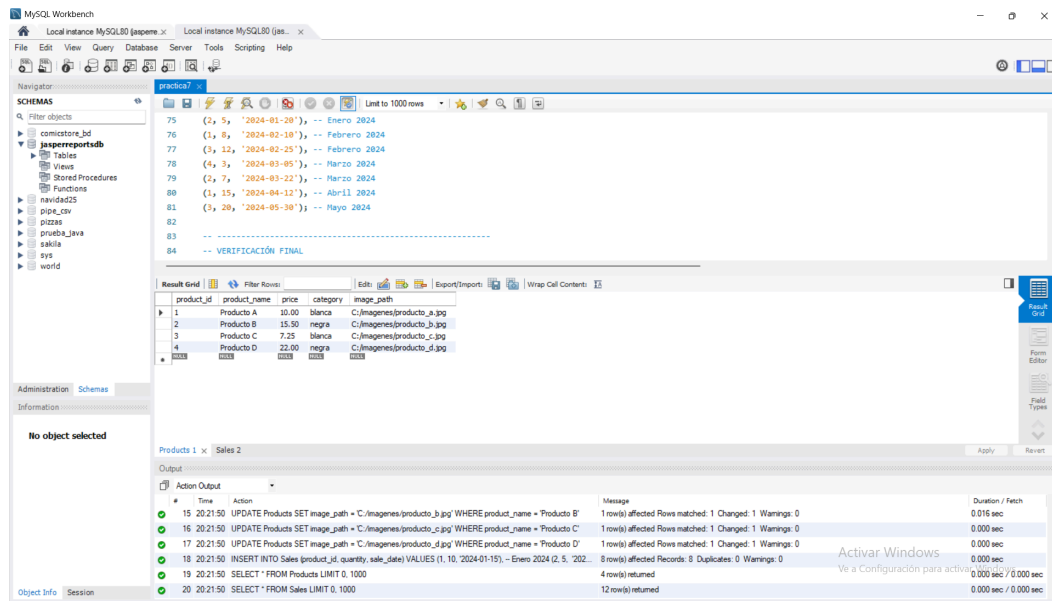 MySQL Workbench
Local instance MySQL80 (jasperre... Local instance MySQL80 (jas...
File Edit View Query Database Server Tools Scripting Help
Navigator practica7
SCHEMAS
Limit to 1000 rows
Filter objects
comicstore_bd
jasperreportsdb
Tables
Views
Stored Procedures
Functions
navidad25
pipe_csv
pizzas
prueba_java
sakila
sys
world
75 (2, 5, '2024-01-20'), -- Enero 2024
76 (1, 8, '2024-02-10'), -- Febrero 2024
77 (3, 12, '2024-02-25'), -- Febrero 2024
78 (4, 3, '2024-03-05'), -- Marzo 2024
79 (2, 7, '2024-03-22'), -- Marzo 2024
80 (1, 15, '2024-04-12'), -- Abril 2024
81 (3, 20, '2024-05-30'); -- Mayo 2024
82
83 -- ---------------------------------------------------------
84 -- VERIFICACIÓN FINAL
Result Grid Filter Rows: Edit: Export/Import: Wrap Cell Content:
product_id product_name price category image_path
1 Producto A 10.00 blanca C:/imagenes/producto_a.jpg
2 Producto B 15.50 negra C:/imagenes/producto_b.jpg
3 Producto C 7.25 blanca C:/imagenes/producto_c.jpg
4 Producto D 22.00 negra C:/imagenes/producto_d.jpg
NULL NULL NULL NULL NULL
Result
Grid
Form
Editor
Field
Types
Administration Schemas
Information
No object selected
Products 1 Sales 2 Apply Revert
Output
Action Output
# Time Action Message Duration / Fetch
15 20:21:50 UPDATE Products SET image_path = 'C:/imagenes/producto_b.jpg' WHERE product_name = 'Producto B' 1 row(s) affected Rows matched: 1 Changed: 1 Warnings: 0 0.016 sec
16 20:21:50 UPDATE Products SET image_path = 'C:/imagenes/producto_c.jpg' WHERE product_name = 'Producto C' 1 row(s) affected Rows matched: 1 Changed: 1 Warnings: 0 0.000 sec
17 20:21:50 UPDATE Products SET image_path = 'C:/imagenes/producto_d.jpg' WHERE product_name = 'Producto D' 1 row(s) affected Rows matched: 1 Changed: 1 Warnings: 0 0.000 sec
18 20:21:50 INSERT INTO Sales (product_id, quantity, sale_date) VALUES (1, 10, '2024-01-15'), -- Enero 2024 (2, 5, '202... 8 row(s) affected Records: 8 Duplicates: 0 Warnings: 0 0.000 sec
19 20:21:50 SELECT * FROM Products LIMIT 0, 1000 4 row(s) returned 0.000 sec / 0.000 sec
20 20:21:50 SELECT * FROM Sales LIMIT 0, 1000 12 row(s) returned 0.000 sec / 0.000 sec
Activar Windows
Ve a Configuración para activar Windows.
Object Info Session